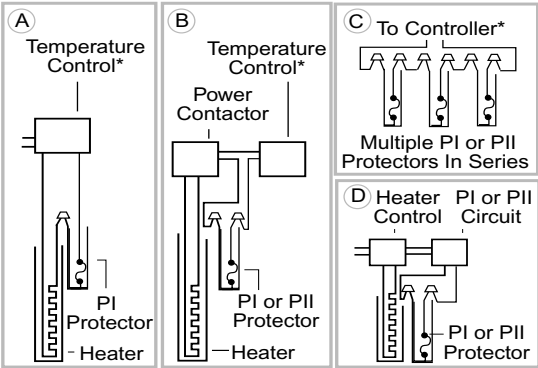 A
Temperature
Control*
PI
Protector
Heater
B
Temperature
Control*
Power
Contactor
PI or PII
Protector
Heater
C
To Controller*
Multiple PI or PII
Protectors In Series
D
Heater
Control
PI or PII
Circuit
PI or PII
Protector